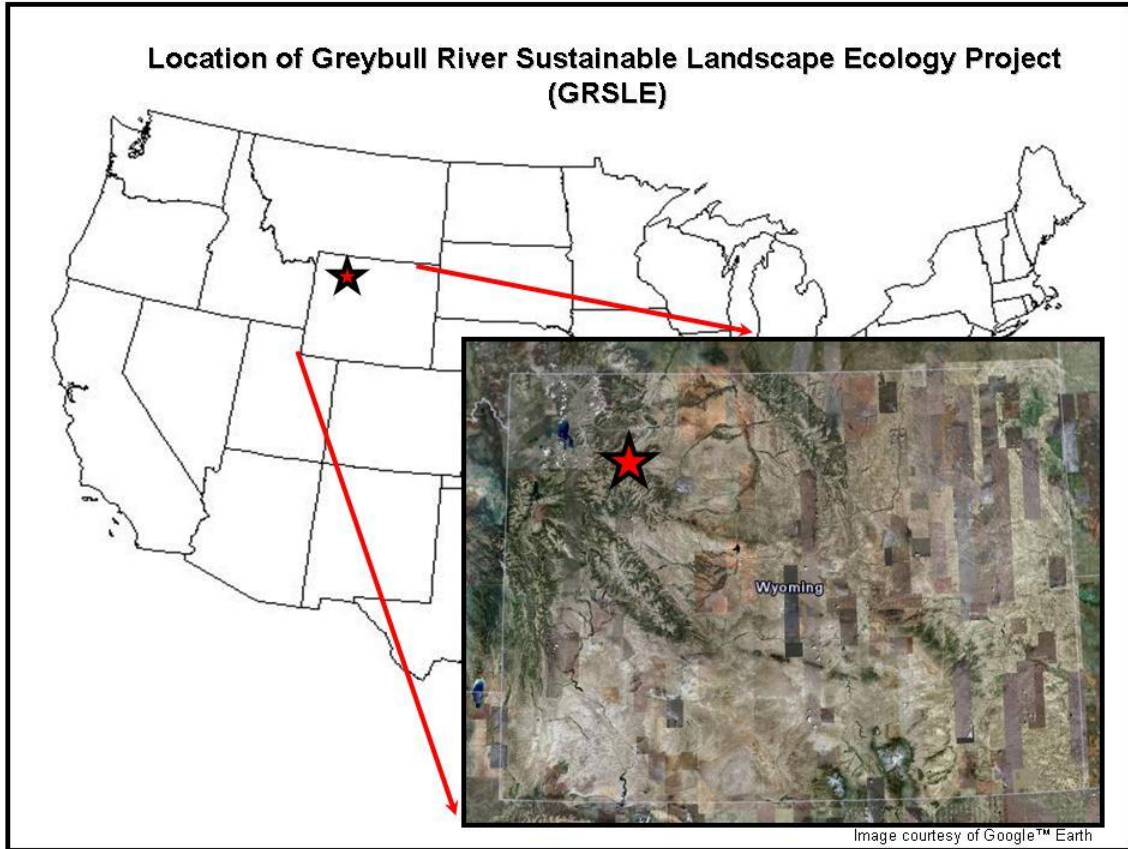 Location of Greybull River Sustainable Landscape Ecology Project
(GRSLE)
Wyoming
Image courtesy of Google™ Earth